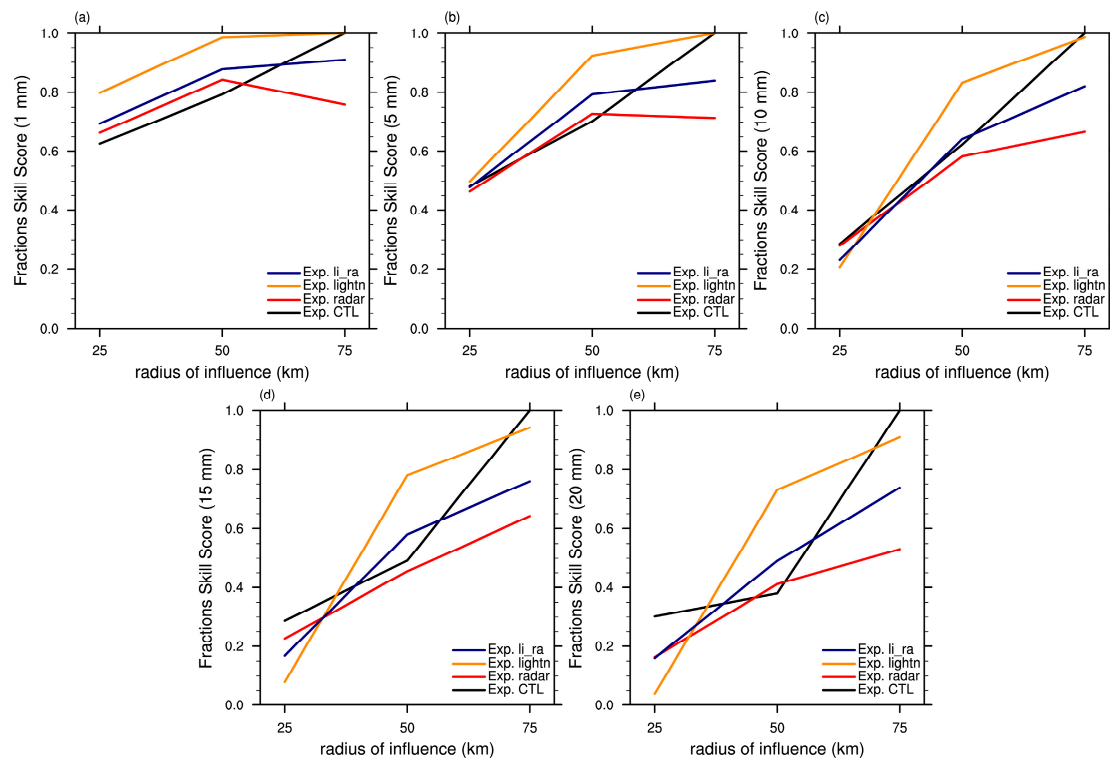 (a)
Fractions Skill Score (1 mm)
1.0
0.8
0.6
0.4
0.2
0.0
Exp. li_ra
Exp. lightn
Exp. radar
Exp. CTL
25 50 75
radius of influence (km)
(b)
Fractions Skill Score (5 mm)
1.0
0.8
0.6
0.4
0.2
0.0
Exp. li_ra
Exp. lightn
Exp. radar
Exp. CTL
25 50 75
radius of influence (km)
(c)
Fractions Skill Score (10 mm)
1.0
0.8
0.6
0.4
0.2
0.0
Exp. li_ra
Exp. lightn
Exp. radar
Exp. CTL
25 50 75
radius of influence (km)
(d)
Fractions Skill Score (15 mm)
1.0
0.8
0.6
0.4
0.2
0.0
Exp. li_ra
Exp. lightn
Exp. radar
Exp. CTL
25 50 75
radius of influence (km)
(e)
Fractions Skill Score (20 mm)
1.0
0.8
0.6
0.4
0.2
0.0
Exp. li_ra
Exp. lightn
Exp. radar
Exp. CTL
25 50 75
radius of influence (km)